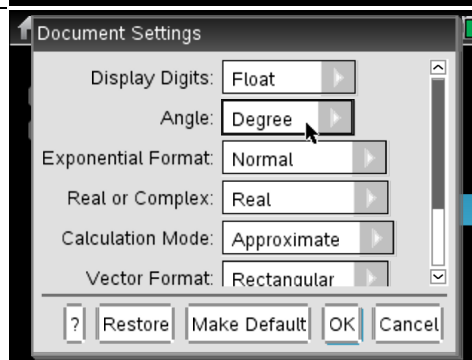 Document Settings
Display Digits: Float
Angle: Degree
Exponential Format: Normal
Real or Complex: Real
Calculation Mode: Approximate
Vector Format: Rectangular
? Restore Make Default OK Cancel